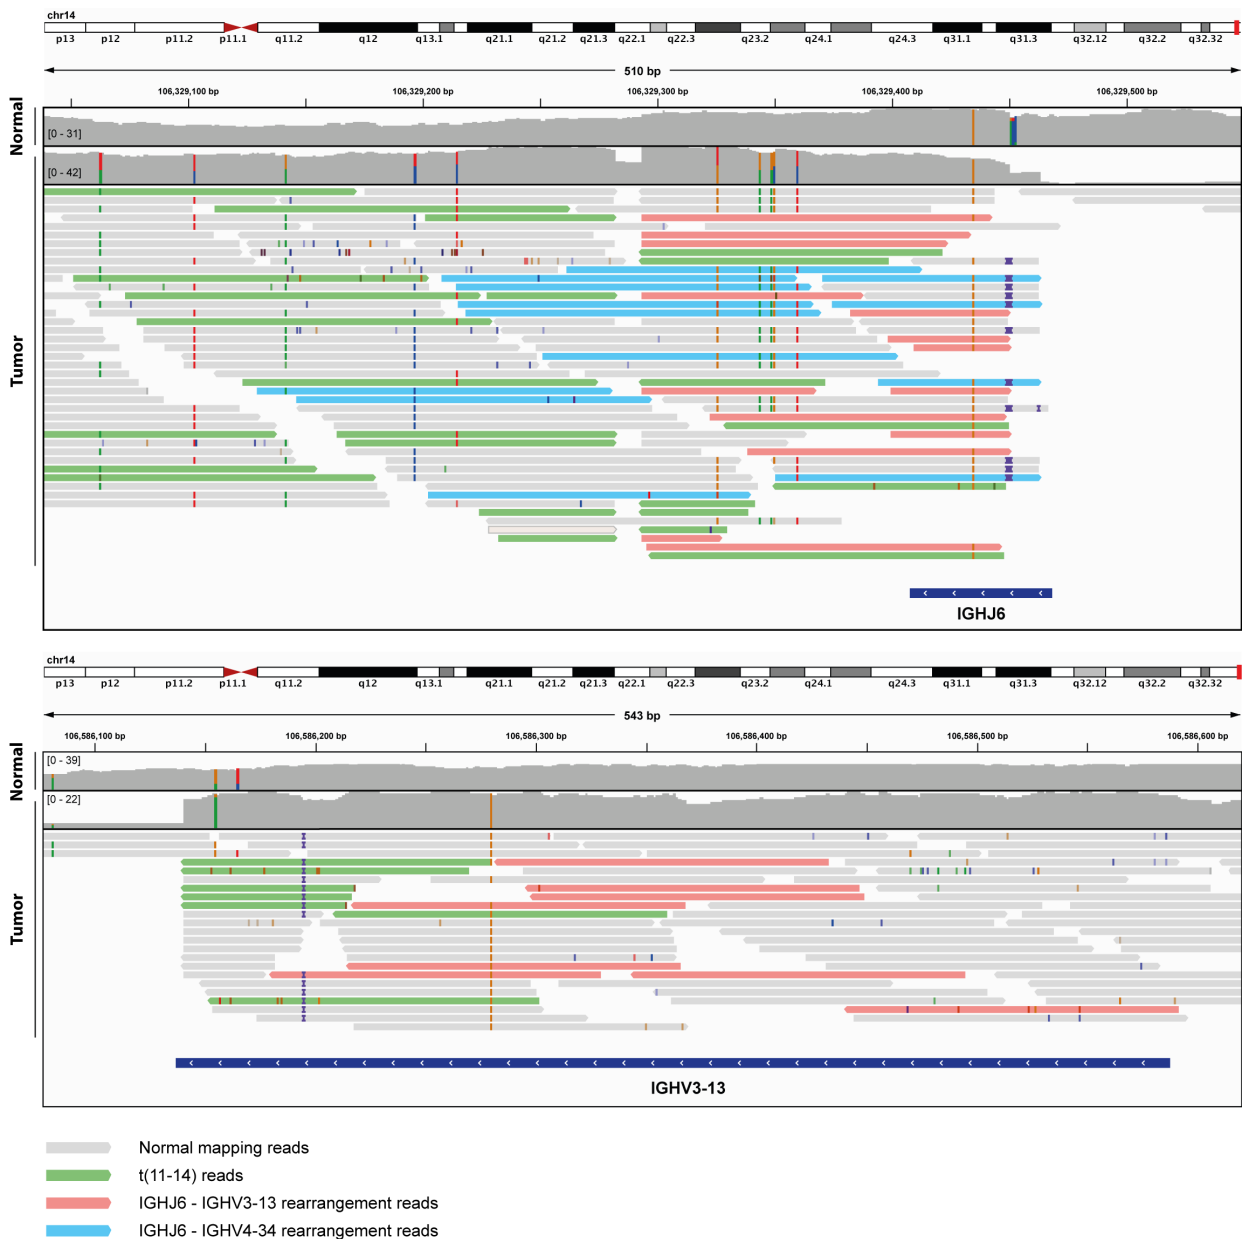 chr14
p13 p12 p11.2 p11.1 q11.2 q12 q13.1 q21.1 q21.2 q21.3 q22.1 q22.3 q23.2 q24.1 q24.3 q31.1 q31.3 q32.12 q32.2 q32.32
510 bp
106,329,100 bp 106,329,200 bp 106,329,300 bp 106,329,400 bp 106,329,500 bp
Normal
[0 - 31]
[0 - 42]
Tumor
IGHJ6
chr14
p13 p12 p11.2 p11.1 q11.2 q12 q13.1 q21.1 q21.2 q21.3 q22.1 q22.3 q23.2 q24.1 q24.3 q31.1 q31.3 q32.12 q32.2 q32.32
543 bp
106,586,100 bp 106,586,200 bp 106,586,300 bp 106,586,400 bp 106,586,500 bp 106,586,600 bp
Normal
[0 - 39]
[0 - 22]
Tumor
IGHV3-13
Normal mapping reads
t(11-14) reads
IGHJ6 - IGHV3-13 rearrangement reads
IGHJ6 - IGHV4-34 rearrangement reads